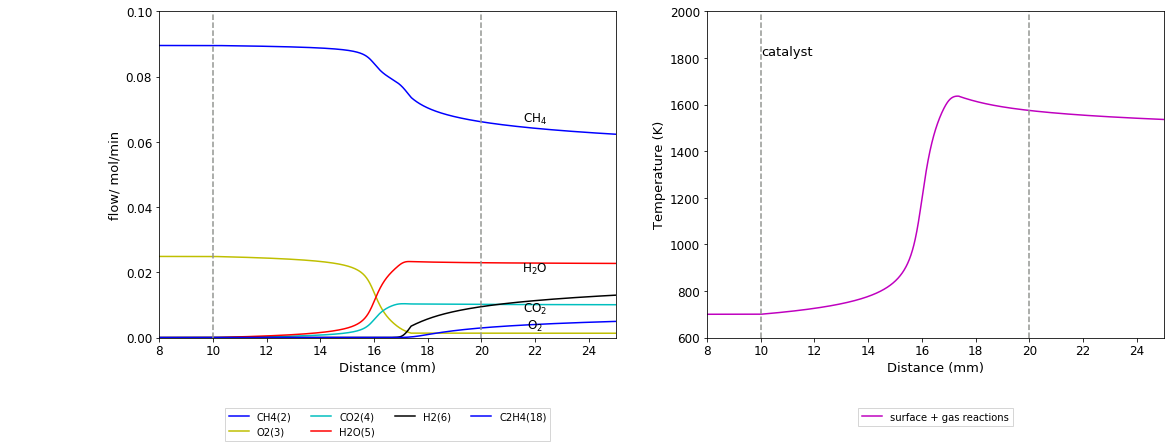 0.10
0.08
0.06
0.04
0.02
0.00
flow/ mol/min
CH4
H2O
CO2
O2
8 10 12 14 16 18 20 22 24
Distance (mm)
CH4(2) CO2(4) H2(6) C2H4(18)
O2(3) H2O(5)
2000
1800
1600
1400
1200
1000
800
600
Temperature (K)
catalyst
8 10 12 14 16 18 20 22 24
Distance (mm)
surface + gas reactions